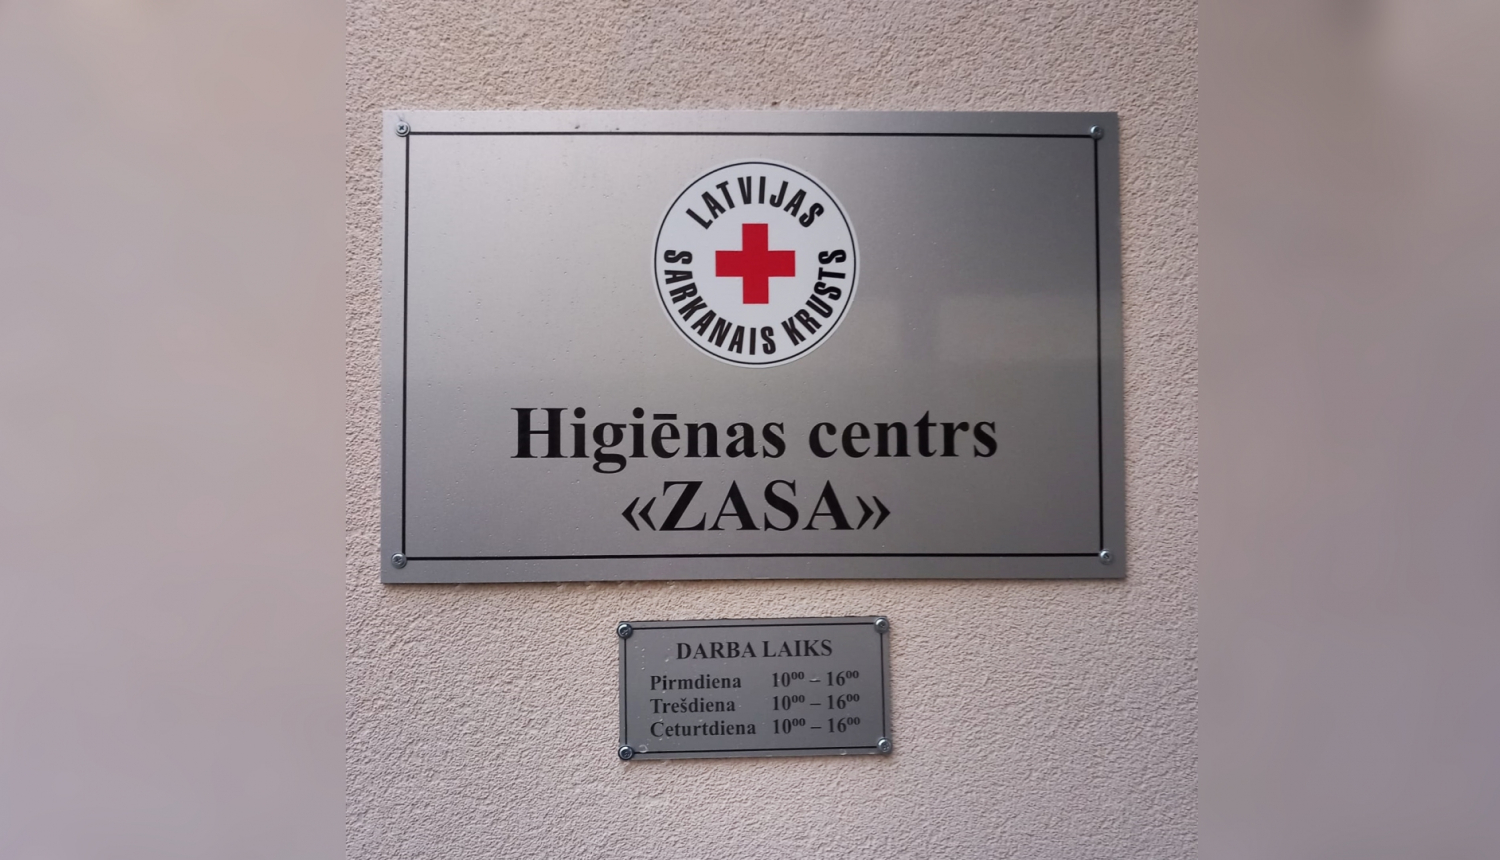 LATVIJAS
SARKANAIS KRUSTS
Higiēnas centrs
«ZASA»
DARBA LAIKS
Pirmdiena 10⁰⁰ – 16⁰⁰
Trešdiena 10⁰⁰ – 16⁰⁰
Ceturtdiena 10⁰⁰ – 16⁰⁰